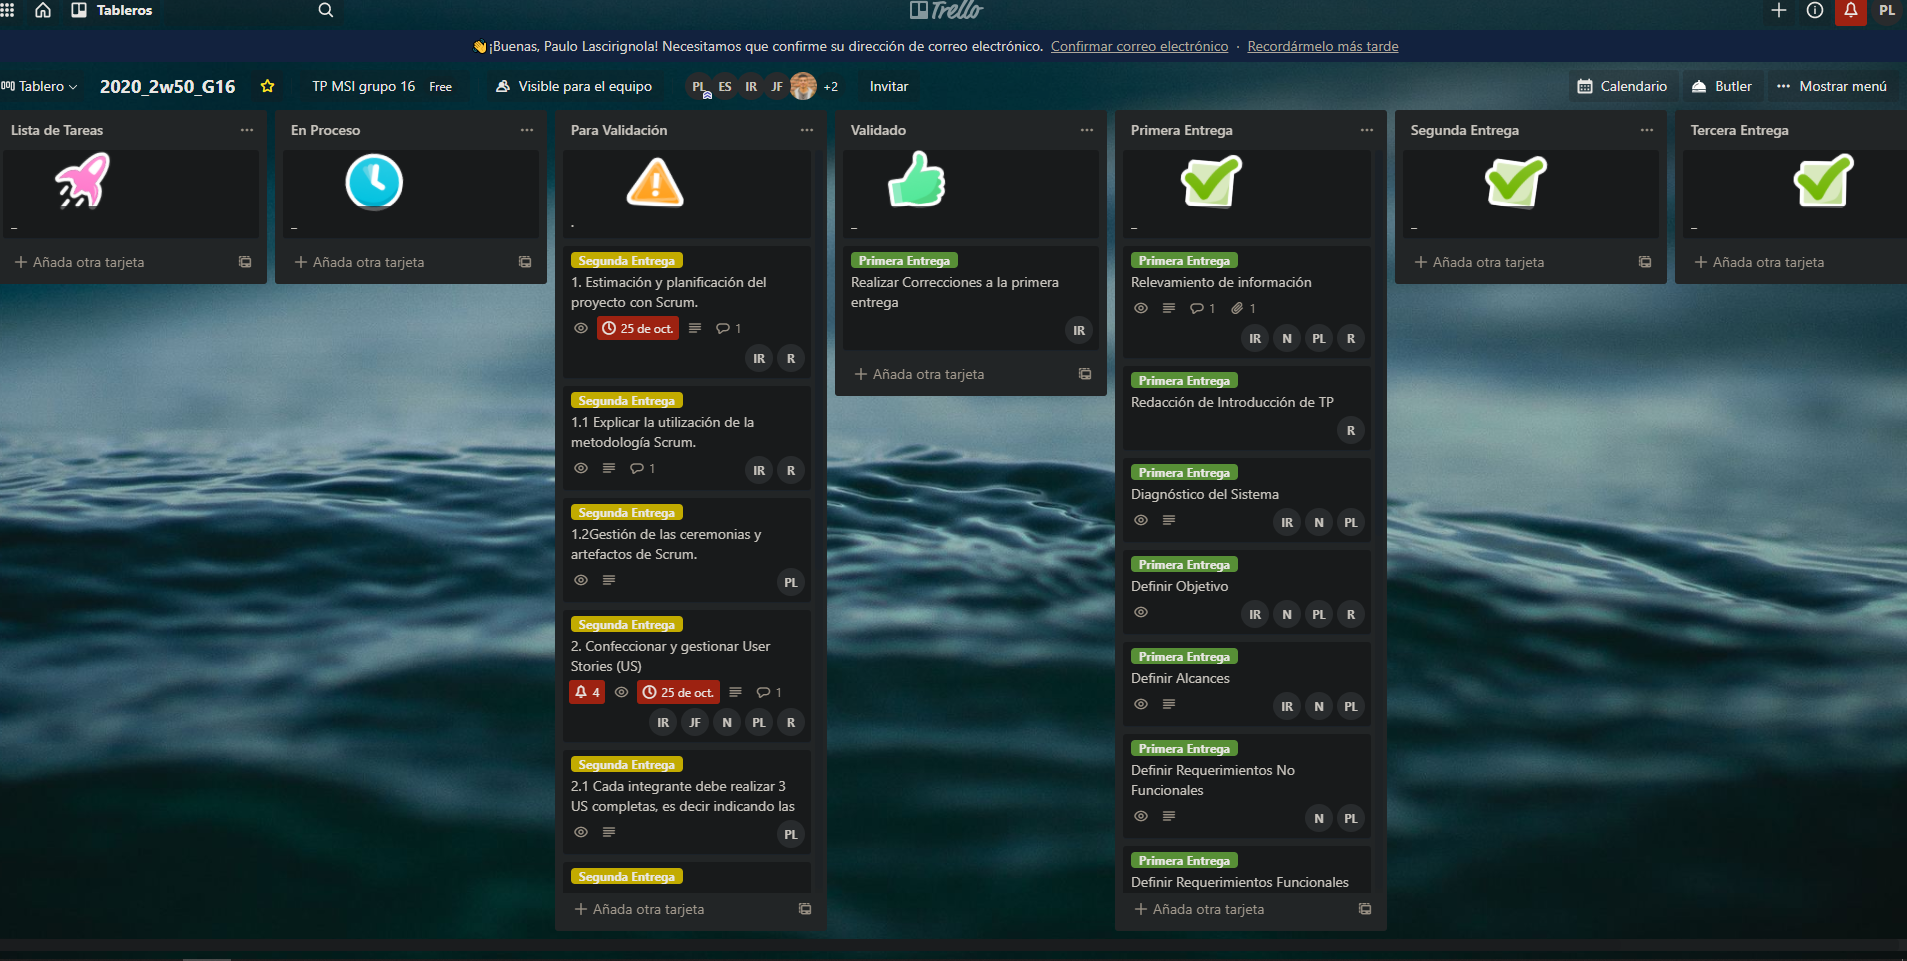 Tableros
Trello
PL
¡Buenas, Paulo Lascirignola! Necesitamos que confirme su dirección de correo electrónico. Confirmar correo electrónico · Recordármelo más tarde
Tablero
2020_2w50_G16
TP MSI grupo 16 Free
Visible para el equipo
PL ES IR JF +2
Invitar
Calendario
Butler
Mostrar menú
Lista de Tareas
_
Añada otra tarjeta
En Proceso
_
Añada otra tarjeta
Para Validación
.
Segunda Entrega
1. Estimación y planificación del
proyecto con Scrum.
25 de oct. 1
IR R
Segunda Entrega
1.1 Explicar la utilización de la
metodología Scrum.
1 IR R
Segunda Entrega
1.2Gestión de las ceremonias y
artefactos de Scrum.
PL
Segunda Entrega
2. Confeccionar y gestionar User
Stories (US)
4 25 de oct. 1
IR JF N PL R
Segunda Entrega
2.1 Cada integrante debe realizar 3
US completas, es decir indicando las
PL
Segunda Entrega
Añada otra tarjeta
Validado
_
Primera Entrega
Realizar Correcciones a la primera
entrega
IR
Añada otra tarjeta
Primera Entrega
_
Primera Entrega
Relevamiento de información
1 1
IR N PL R
Primera Entrega
Redacción de Introducción de TP
R
Primera Entrega
Diagnóstico del Sistema
IR N PL
Primera Entrega
Definir Objetivo
IR N PL R
Primera Entrega
Definir Alcances
IR N PL
Primera Entrega
Definir Requerimientos No
Funcionales
N PL
Primera Entrega
Definir Requerimientos Funcionales
Añada otra tarjeta
Segunda Entrega
_
Añada otra tarjeta
Tercera Entrega
_
Añada otra tarjeta